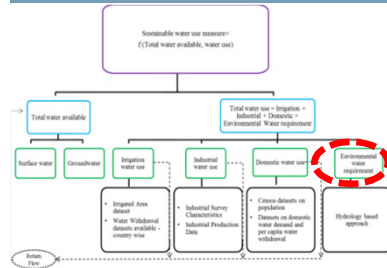 Sustainable water use measure=
f (Total water available, water use)
Total water available
Total water use = Irrigation +
Industrial + Domestic +
Environmental Water requirement
Surface water
Groundwater
Irrigation
water use
Industrial
water use
Domestic water use
Environmental
water
requirement
• Irrigated Area
dataset
• Water Withdrawal
datasets available -
country wise
• Industrial Survey
Characteristics
• Industrial Production
Data
• Census datasets on
population
• Datasets on domestic
water demand and per
capita water
withdrawal
Hydrology based
approach
Return
Flow